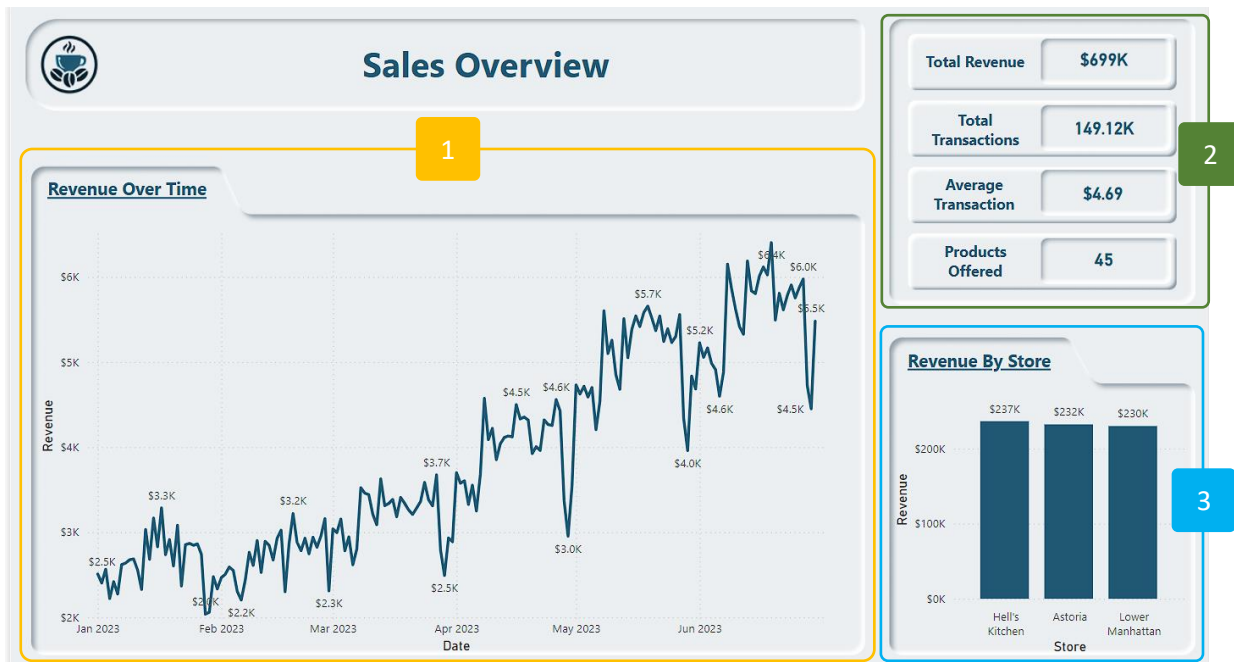 Sales Overview
1
Revenue Over Time
$6K
$5K
$4K
$3K
$2K
Revenue
$2.5K
$3.3K
$2.0K
$2.2K
$3.2K
$2.3K
$3.7K
$2.5K
$4.5K
$4.6K
$3.0K
$5.7K
$4.0K
$5.2K
$4.6K
$6.4K
$6.0K
$4.5K
$5.5K
Jan 2023
Feb 2023
Mar 2023
Apr 2023
May 2023
Jun 2023
Date
2
Total Revenue
$699K
Total
Transactions
149.12K
Average
Transaction
$4.69
Products
Offered
45
3
Revenue By Store
$237K
$232K
$230K
$200K
$100K
$0K
Revenue
Hell's
Kitchen
Astoria
Lower
Manhattan
Store